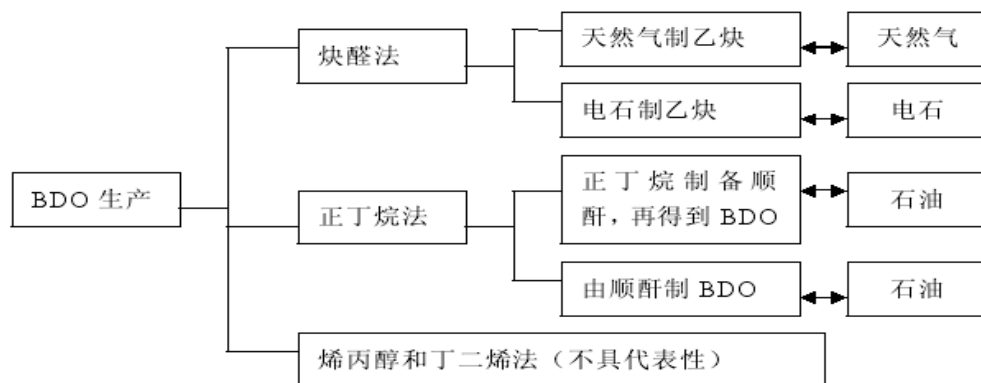 炔醛法
天然气制乙炔
天然气
电石制乙炔
电石
BDO 生产
正丁烷法
正丁烷制备顺
酐，再得到 BDO
石油
由顺酐制 BDO
石油
烯丙醇和丁二烯法（不具代表性）